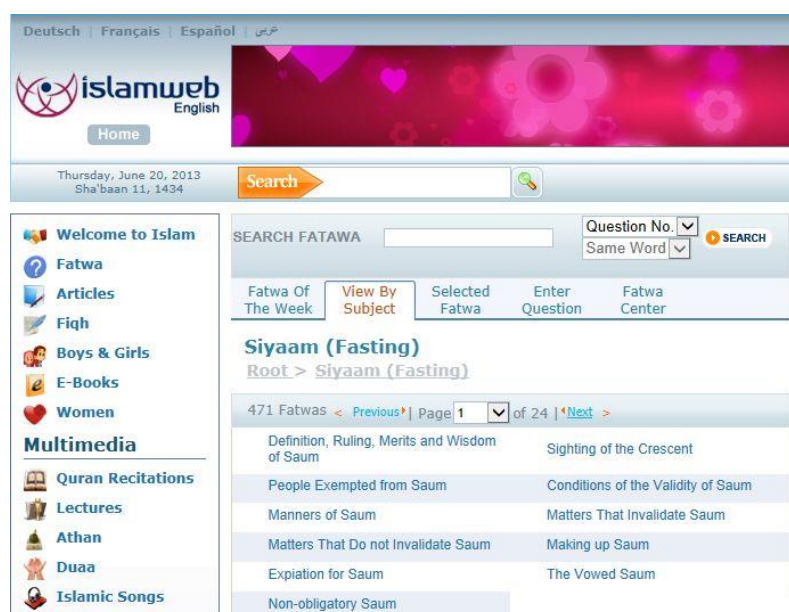 Deutsch | Français | Español | عربي
islamweb
English
Home
Thursday, June 20, 2013
Sha'baan 11, 1434
Search
Welcome to Islam
Fatwa
Articles
Fiqh
Boys & Girls
E-Books
Women
Multimedia
Quran Recitations
Lectures
Athan
Duaa
Islamic Songs
SEARCH FATAWA
Question No.
Same Word
SEARCH
Fatwa Of
The Week
View By
Subject
Selected
Fatwa
Enter
Question
Fatwa
Center
Siyaam (Fasting)
Root > Siyaam (Fasting)
471 Fatwas < Previous | Page 1 of 24 | Next >
Definition, Ruling, Merits and Wisdom
of Saum
Sighting of the Crescent
People Exempted from Saum
Conditions of the Validity of Saum
Manners of Saum
Matters That Invalidate Saum
Matters That Do not Invalidate Saum
Making up Saum
Expiation for Saum
The Vowed Saum
Non-obligatory Saum